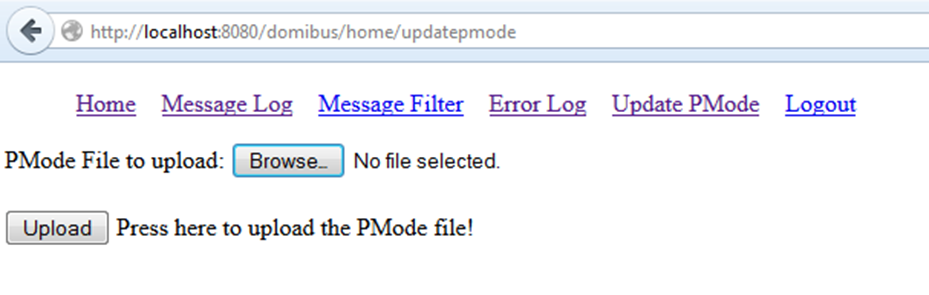 http://localhost:8080/domibus/home/updatepmode
Home Message Log Message Filter Error Log Update PMode Logout
PMode File to upload: Browse... No file selected.
Upload Press here to upload the PMode file!